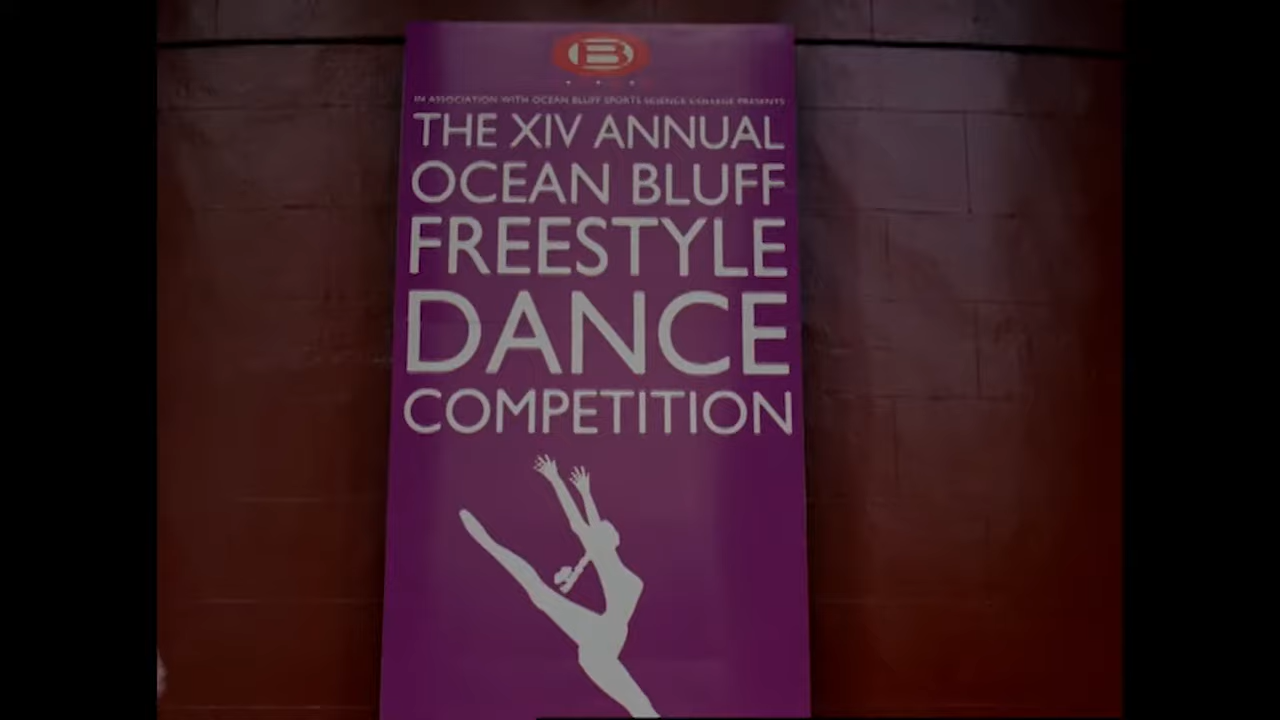 B
IN ASSOCIATION WITH OCEAN BLUFF SPORTS SCIENCE COLLEGE PRESENTS
THE XIV ANNUAL
OCEAN BLUFF
FREESTYLE
DANCE
COMPETITION